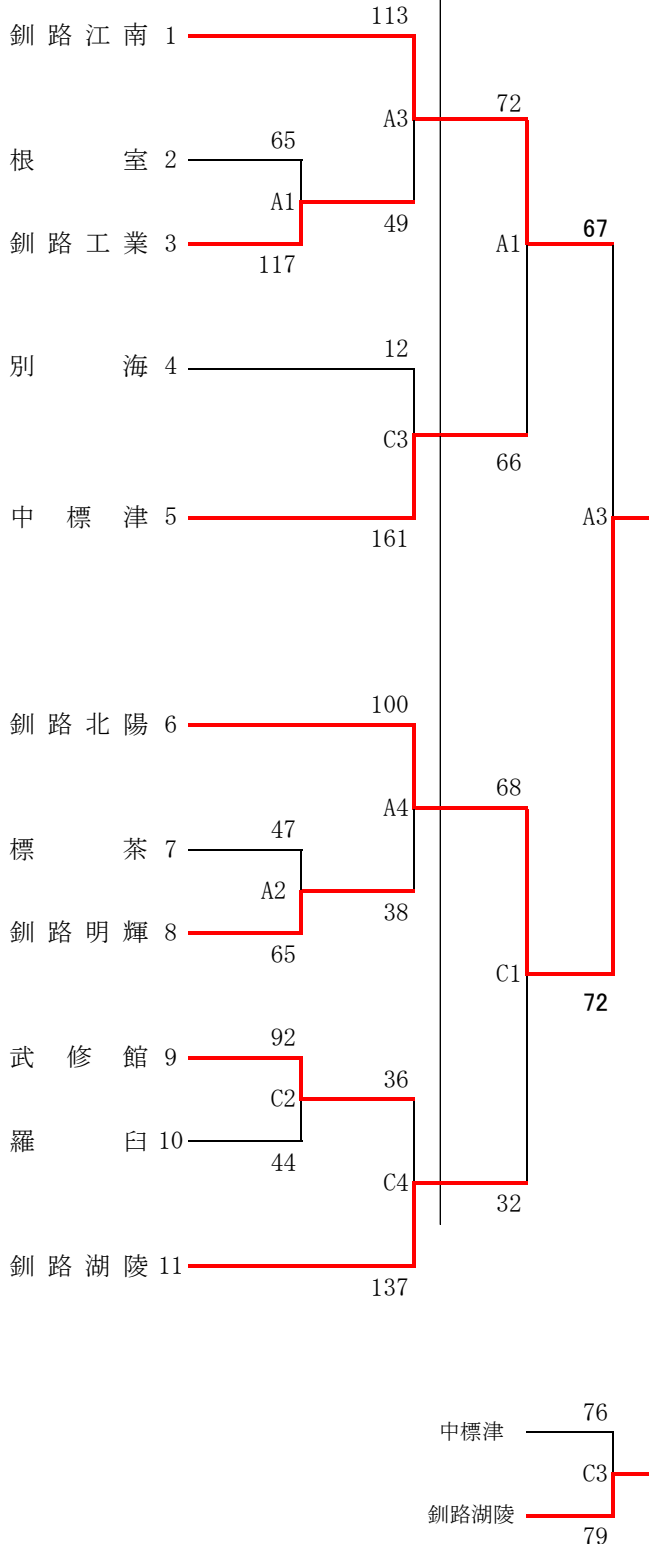 113
釧路江南 1
A3
72
65
根室 2
A1
49
67
釧路工業 3
A1
117
12
別海 4
C3
66
中標津 5
A3
161
100
釧路北陽 6
68
A4
47
標茶 7
A2
38
釧路明輝 8
65
C1
72
92
武修館 9
36
C2
羅臼 10
44
C4
32
釧路湖陵 11
137
76
中標津
C3
釧路湖陵
79